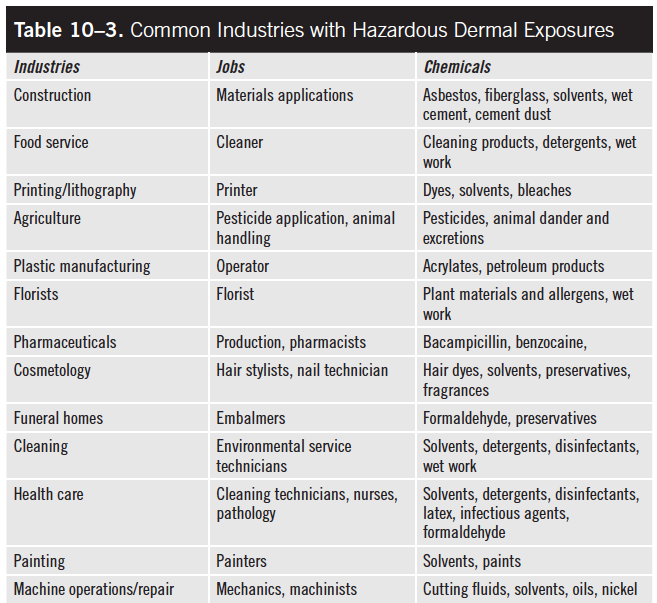 Table 10–3. Common Industries with Hazardous Dermal Exposures
Industries Jobs Chemicals
Construction Materials applications Asbestos, fiberglass, solvents, wet
cement, cement dust
Food service Cleaner Cleaning products, detergents, wet
work
Printing/lithography Printer Dyes, solvents, bleaches
Agriculture Pesticide application, animal Pesticides, animal dander and
handling excretions
Plastic manufacturing Operator Acrylates, petroleum products
Florists Florist Plant materials and allergens, wet
work
Pharmaceuticals Production, pharmacists Bacampicillin, benzocaine,
Cosmetology Hair stylists, nail technician Hair dyes, solvents, preservatives,
fragrances
Funeral homes Embalmers Formaldehyde, preservatives
Cleaning Environmental service Solvents, detergents, disinfectants,
technicians wet work
Health care Cleaning technicians, nurses, Solvents, detergents, disinfectants,
pathology latex, infectious agents,
formaldehyde
Painting Painters Solvents, paints
Machine operations/repair Mechanics, machinists Cutting fluids, solvents, oils, nickel